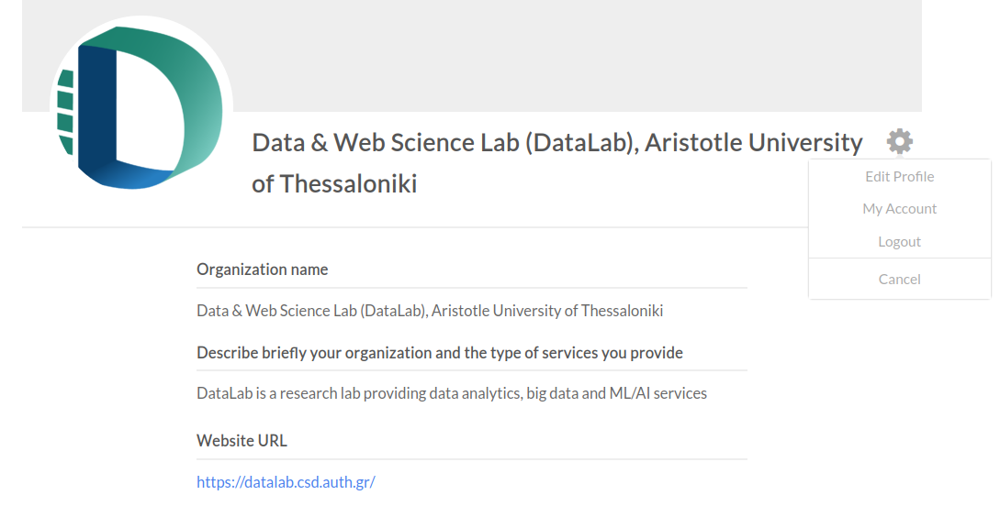 Data & Web Science Lab (DataLab), Aristotle University
of Thessaloniki
Edit Profile
My Account
Logout
Cancel
Organization name
Data & Web Science Lab (DataLab), Aristotle University of Thessaloniki
Describe briefly your organization and the type of services you provide
DataLab is a research lab providing data analytics, big data and ML/AI services
Website URL
https://datalab.csd.auth.gr/